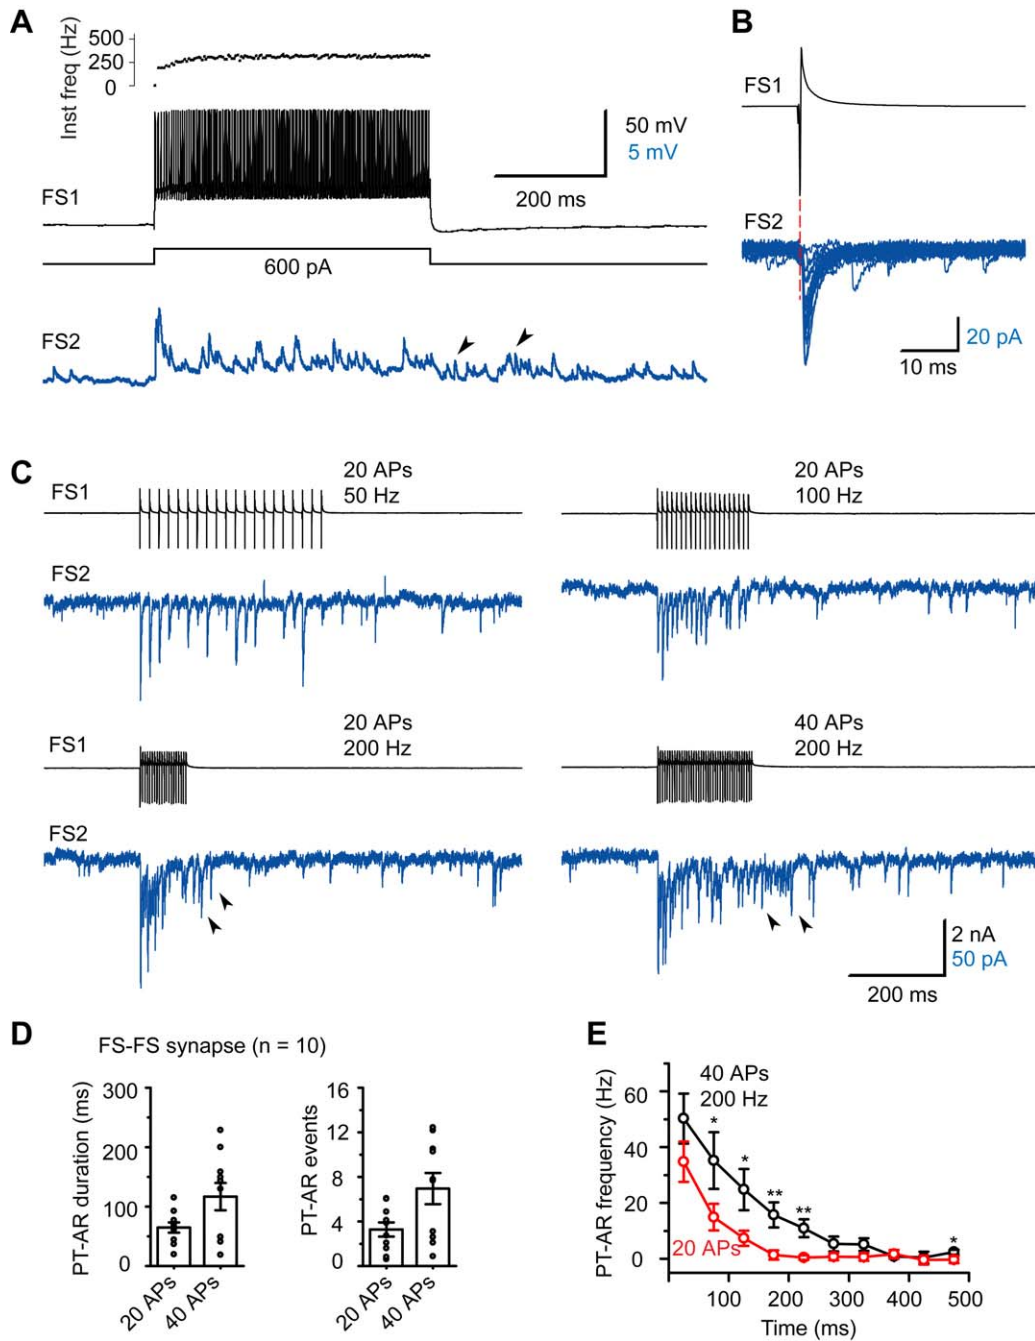 A
Inst freq (Hz)
500
250
0
50 mV
5 mV
200 ms
FS1
600 pA
FS2
B
FS1
FS2
20 pA
10 ms
C
FS1
20 APs
50 Hz
FS2
20 APs
100 Hz
FS1
20 APs
200 Hz
FS2
40 APs
200 Hz
2 nA
50 pA
200 ms
D
FS-FS synapse (n = 10)
PT-AR duration (ms)
300
200
100
0
20 APs
40 APs
PT-AR events
16
12
8
4
0
20 APs
40 APs
E
PT-AR frequency (Hz)
60
40
20
0
40 APs
200 Hz
* * ** ** *
20 APs
100 200 300 400 500
Time (ms)